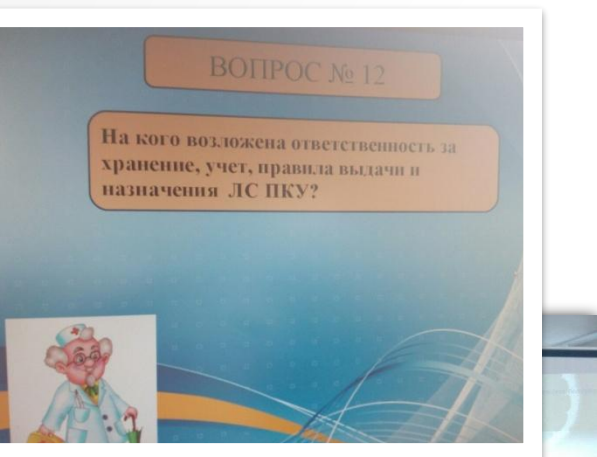 ВОПРОС № 12
На кого возложена ответственность за
хранение, учет, правила выдачи и
назначения ЛС ПКУ?